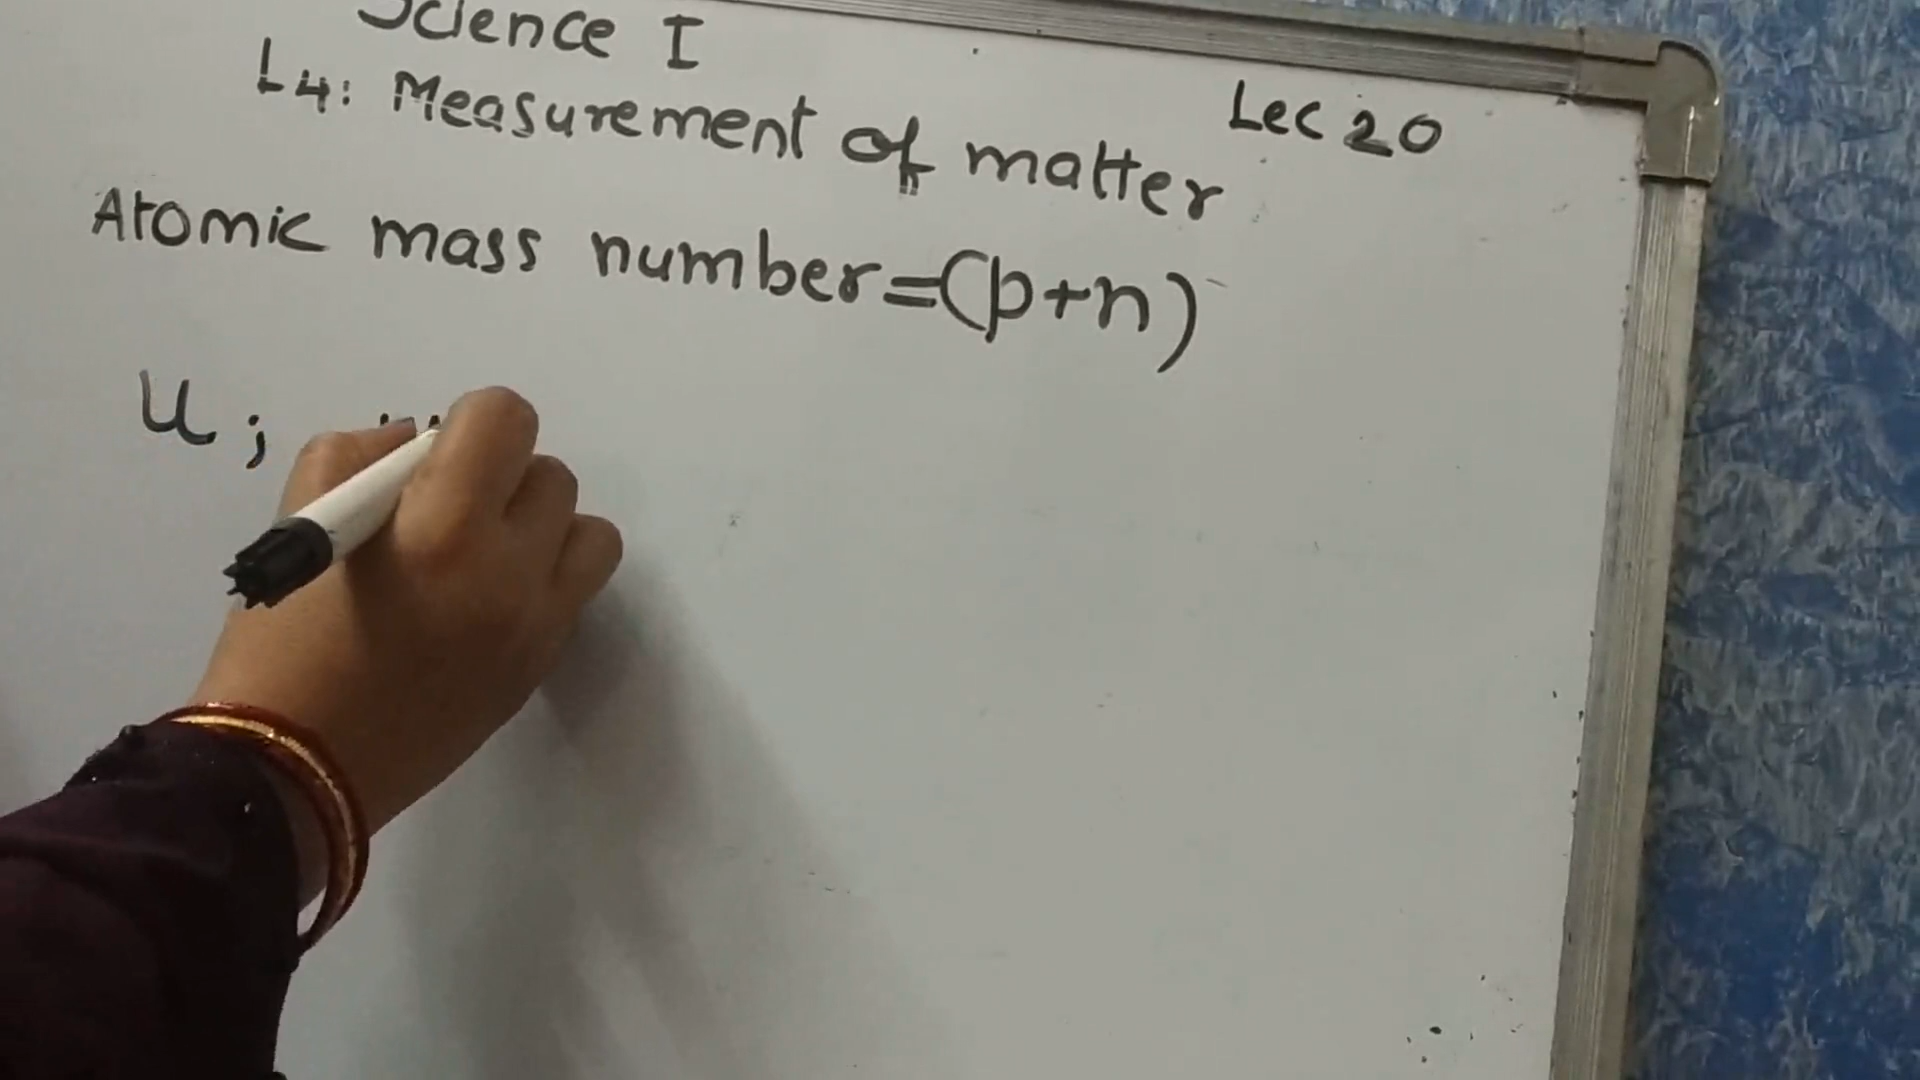 Science I
L4: Measurement of matter
Lec 20
Atomic mass number=(p+n)
u;